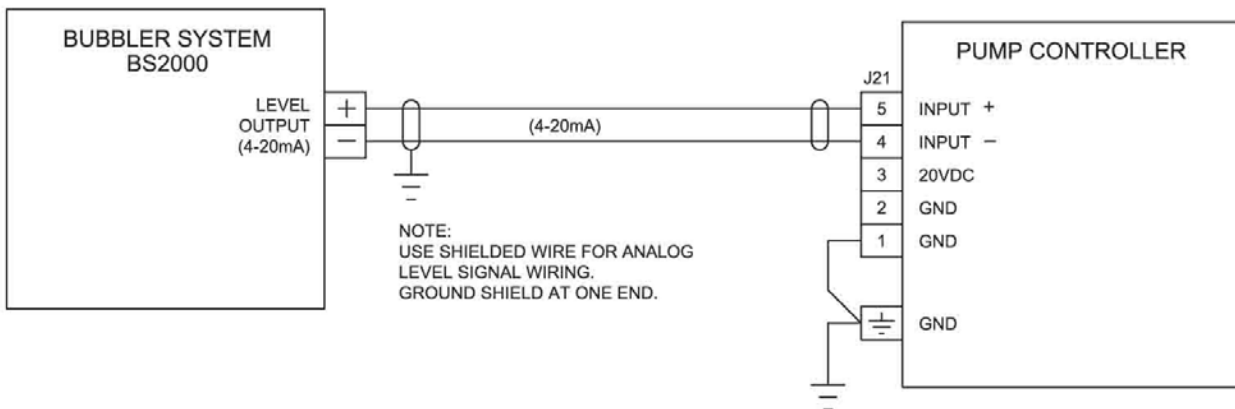 BUBBLER SYSTEM
BS2000
LEVEL
OUTPUT
(4-20mA)
+
−
(4-20mA)
NOTE:
USE SHIELDED WIRE FOR ANALOG
LEVEL SIGNAL WIRING.
GROUND SHIELD AT ONE END.
PUMP CONTROLLER
J21
5 INPUT +
4 INPUT −
3 20VDC
2 GND
1 GND
GND